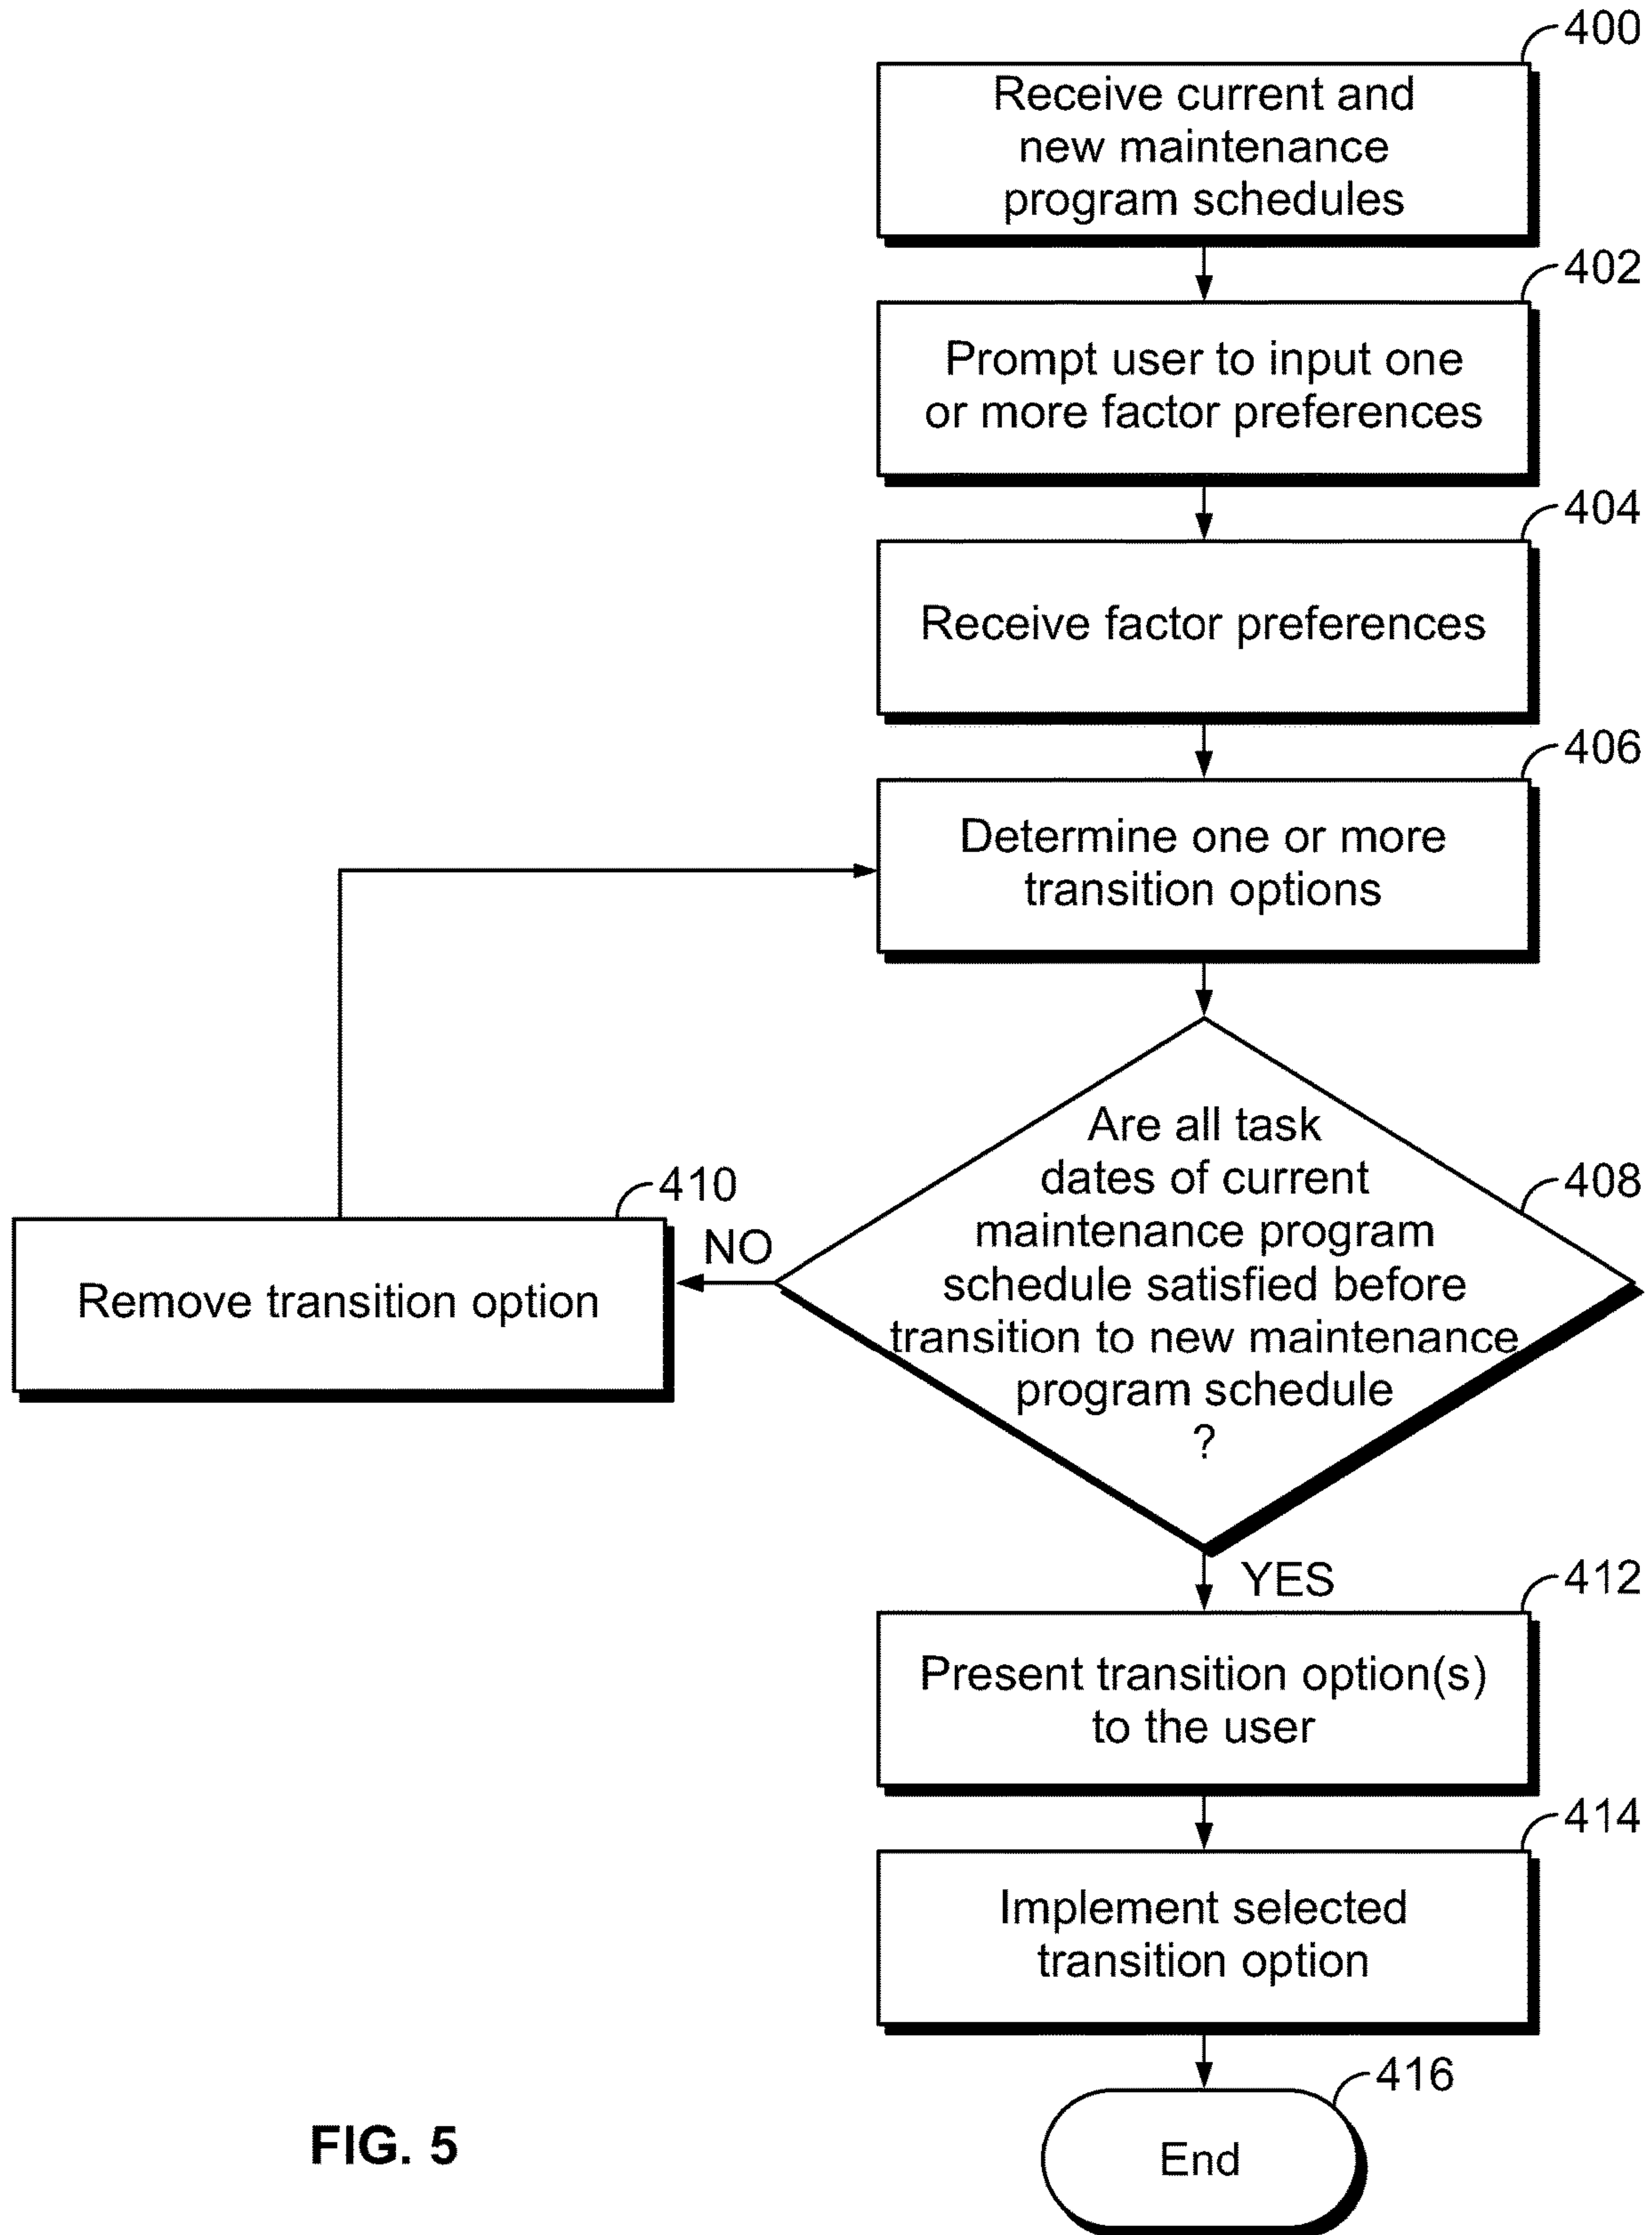 400
Receive current and
new maintenance
program schedules
402
Prompt user to input one
or more factor preferences
404
Receive factor preferences
406
Determine one or more
transition options
Are all task
dates of current
maintenance program
schedule satisfied before
transition to new maintenance
program schedule
?
408
410
NO
Remove transition option
YES
412
Present transition option(s)
to the user
414
Implement selected
transition option
416
End
FIG. 5